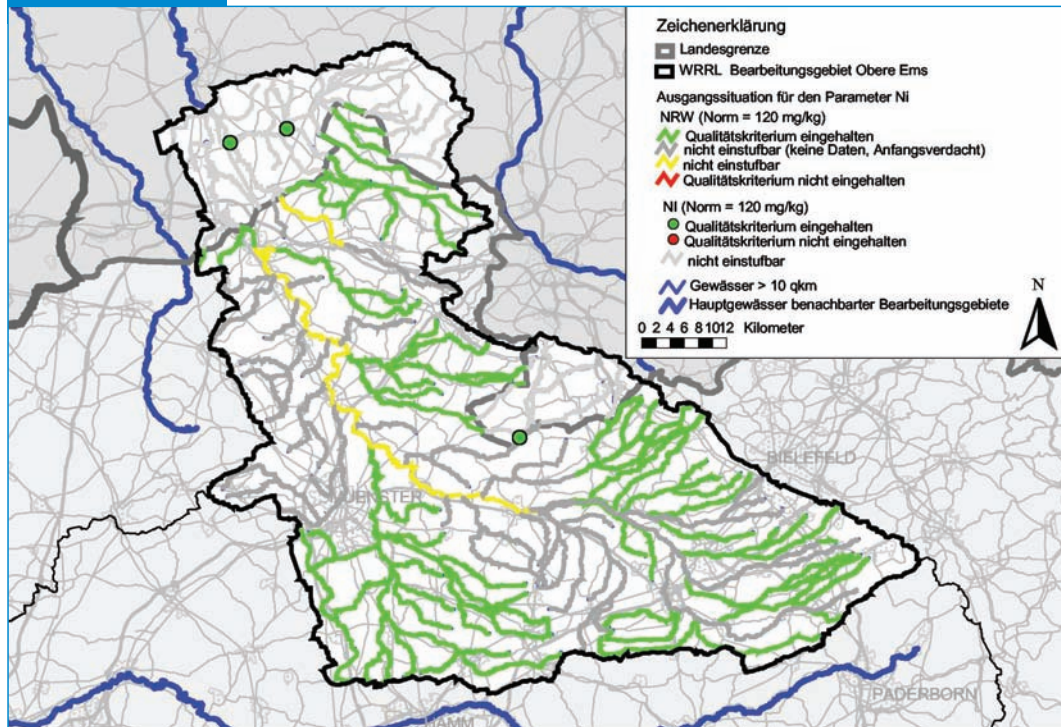 Zeichenerklärung
Landesgrenze
WRRL Bearbeitungsgebiet Obere Ems
Ausgangssituation für den Parameter Ni
NRW (Norm = 120 mg/kg)
Qualitätskriterium eingehalten
nicht einstufbar (keine Daten, Anfangsverdacht)
nicht einstufbar
Qualitätskriterium nicht eingehalten
NI (Norm = 120 mg/kg)
Qualitätskriterium eingehalten
Qualitätskriterium nicht eingehalten
nicht einstufbar
Gewässer > 10 qkm
Hauptgewässer benachbarter Bearbeitungsgebiete
N
0 2 4 6 8 10 12 Kilometer
BIELEFELD
MUENSTER
PADERBORN
HAMM